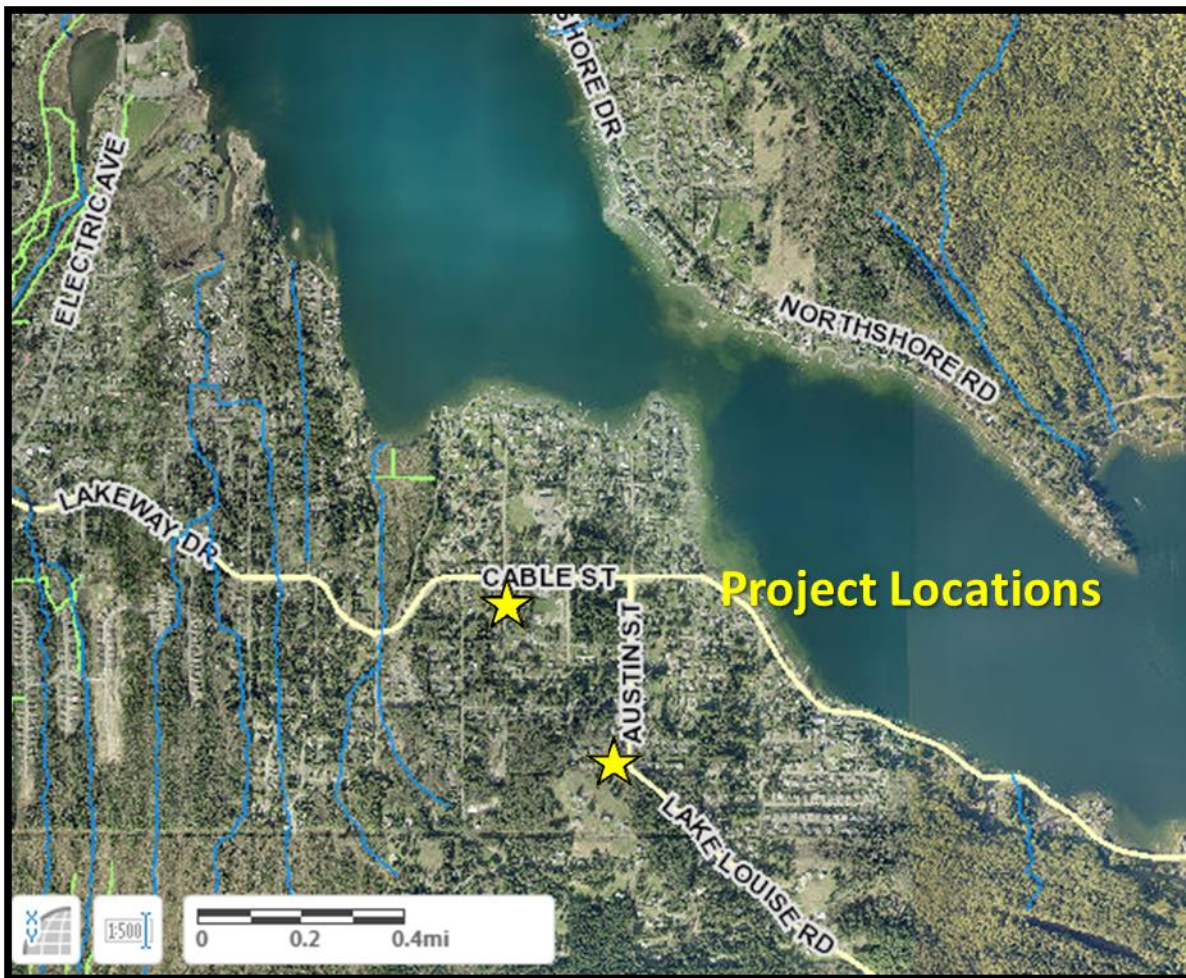 SHORE DR
ELECTRIC AVE
NORTHSHORE RD
LAKEWAY DR
CABLE ST
Project Locations
AUSTIN ST
LAKE LOUISE RD
X
Y
1:500
0
0.2
0.4mi